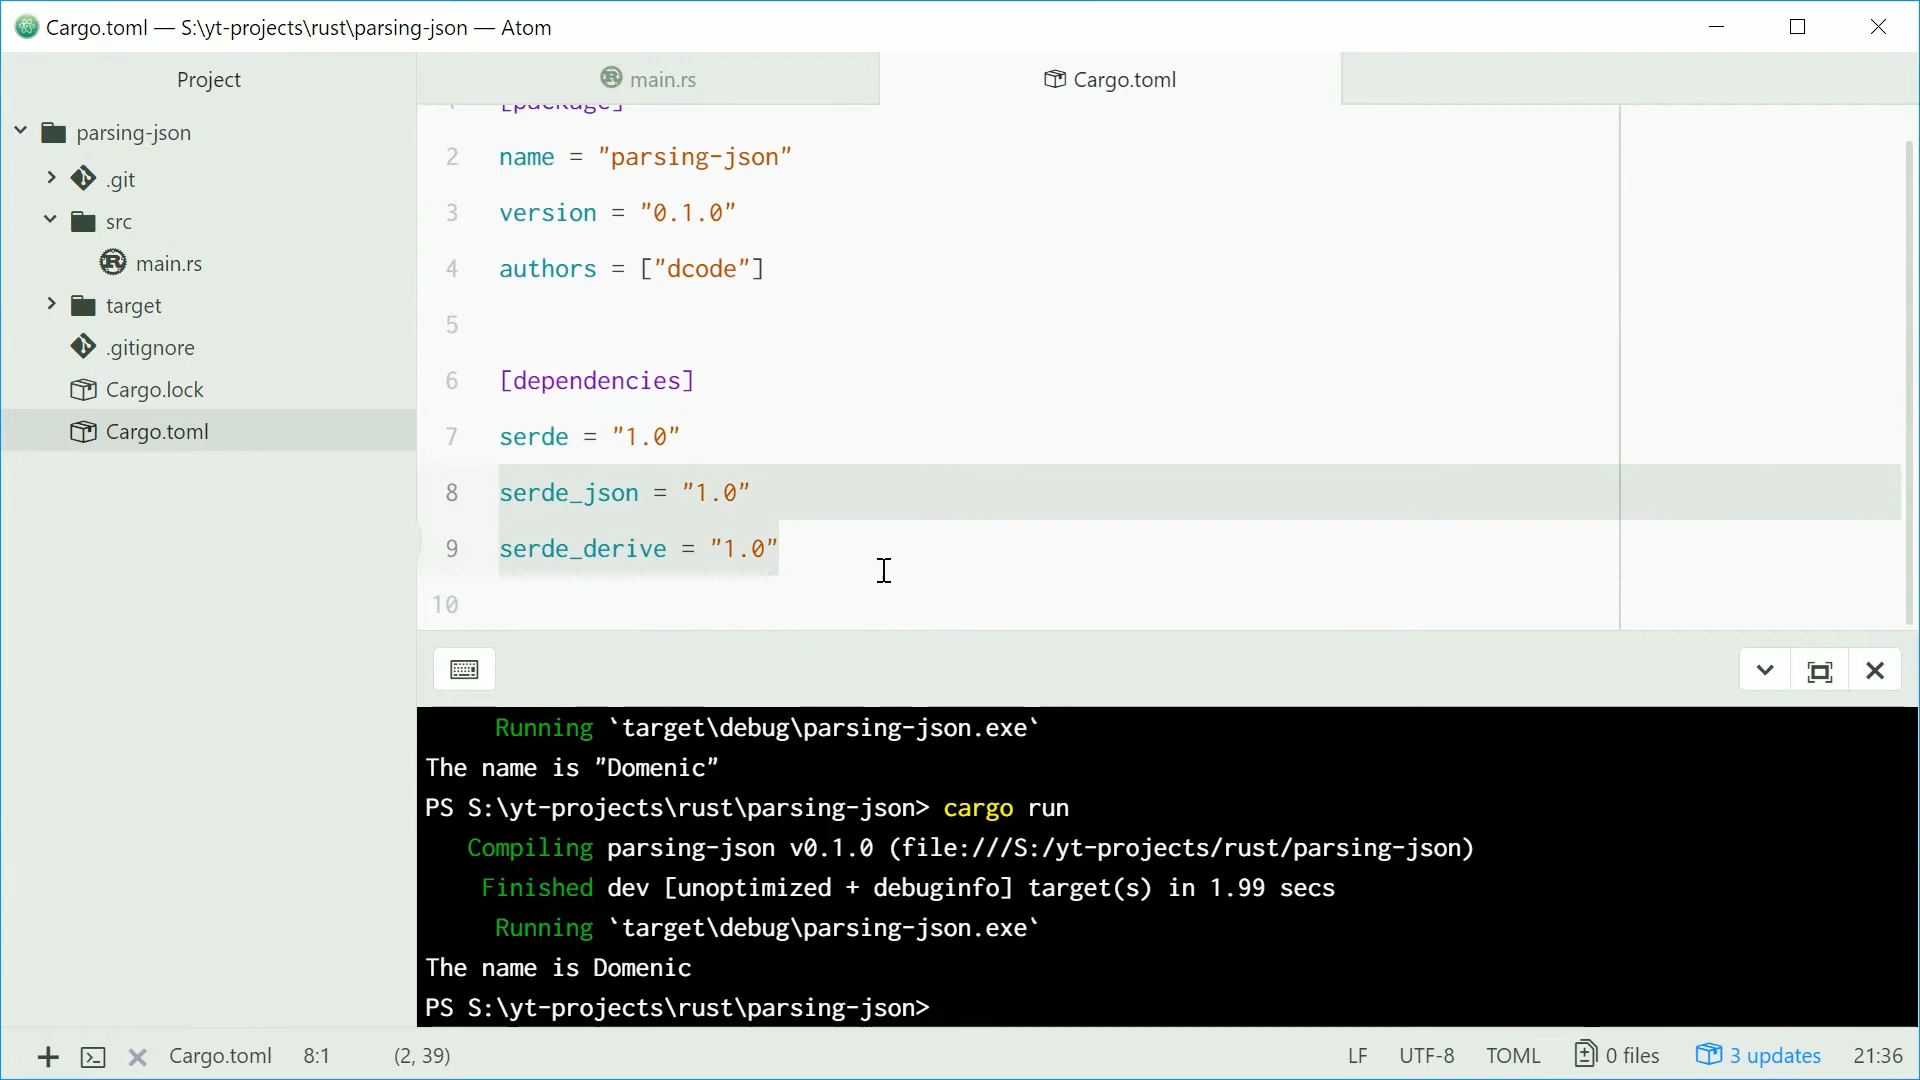 Cargo.toml — S:\yt-projects\rust\parsing-json — Atom
Project
main.rs
Cargo.toml
parsing-json
.git
src
main.rs
target
.gitignore
Cargo.lock
Cargo.toml
1 [package]
2 name = "parsing-json"
3 version = "0.1.0"
4 authors = ["dcode"]
5
6 [dependencies]
7 serde = "1.0"
8 serde_json = "1.0"
9 serde_derive = "1.0"
10
Running `target\debug\parsing-json.exe`
The name is "Domenic"
PS S:\yt-projects\rust\parsing-json> cargo run
Compiling parsing-json v0.1.0 (file:///S:/yt-projects/rust/parsing-json)
Finished dev [unoptimized + debuginfo] target(s) in 1.99 secs
Running `target\debug\parsing-json.exe`
The name is Domenic
PS S:\yt-projects\rust\parsing-json>
Cargo.toml 8:1 (2, 39) LF UTF-8 TOML 0 files 3 updates 21:36